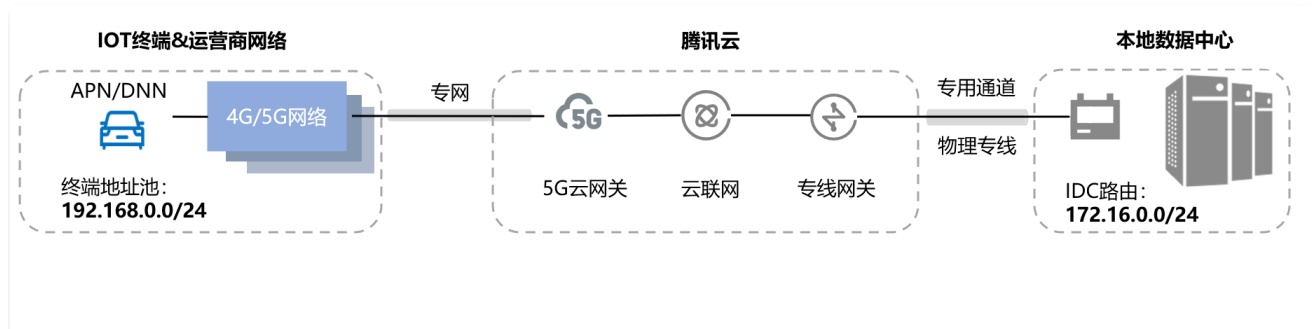 IOT终端&运营商网络
腾讯云
本地数据中心
APN/DNN
4G/5G网络
专网
5G
专用通道
物理专线
终端地址池：
192.168.0.0/24
5G云网关
云联网
专线网关
IDC路由：
172.16.0.0/24